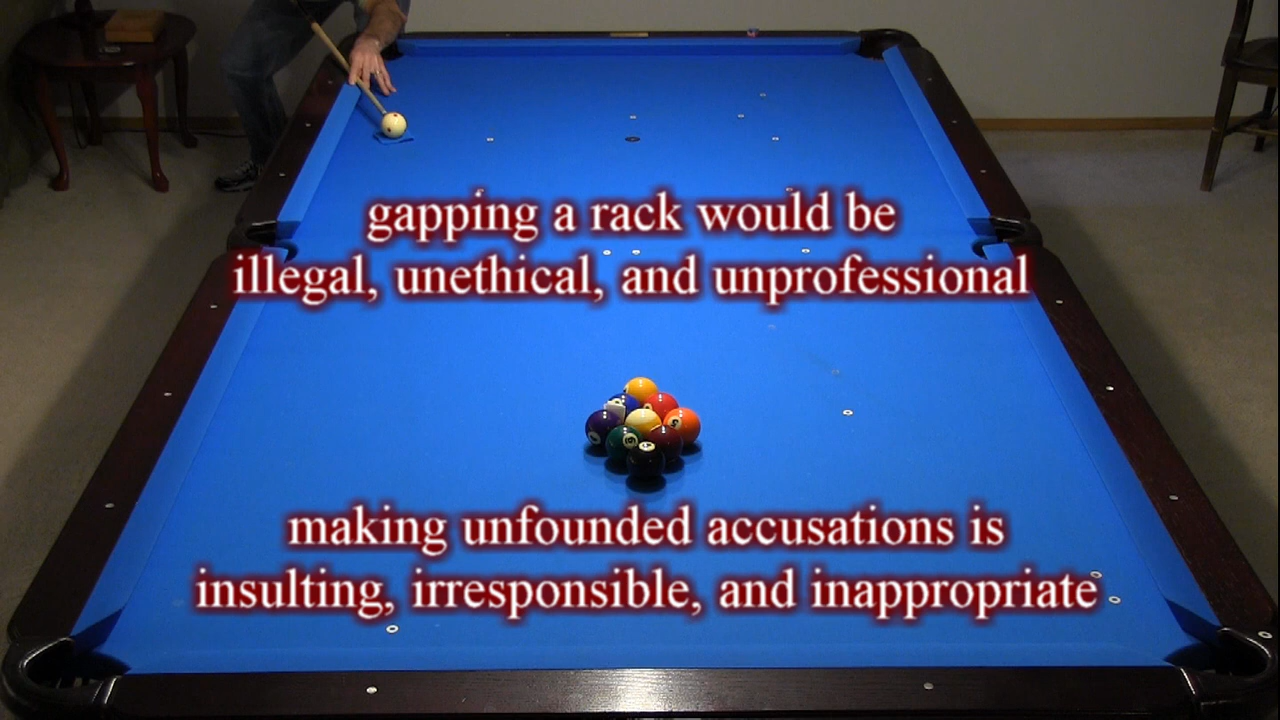 gapping a rack would be
illegal, unethical, and unprofessional
making unfounded accusations is
insulting, irresponsible, and inappropriate